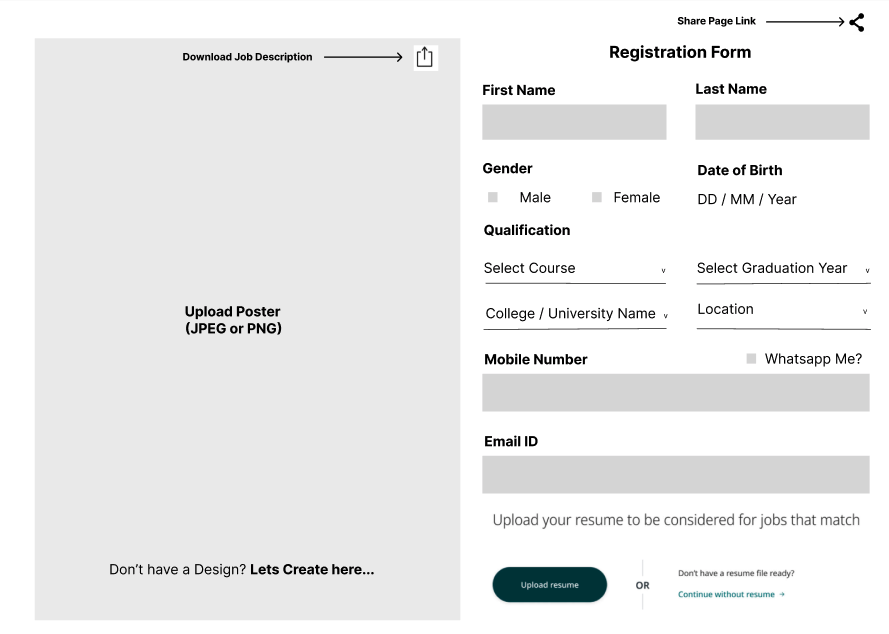 Share Page Link
Download Job Description
Upload Poster
(JPEG or PNG)
Don't have a Design? Lets Create here...
Registration Form
First Name
Last Name
Gender
Date of Birth
Male
Female
DD / MM / Year
Qualification
Select Course
Select Graduation Year
College / University Name
Location
Mobile Number
Whatsapp Me?
Email ID
Upload your resume to be considered for jobs that match
Upload resume
OR
Don't have a resume file ready?
Continue without resume →